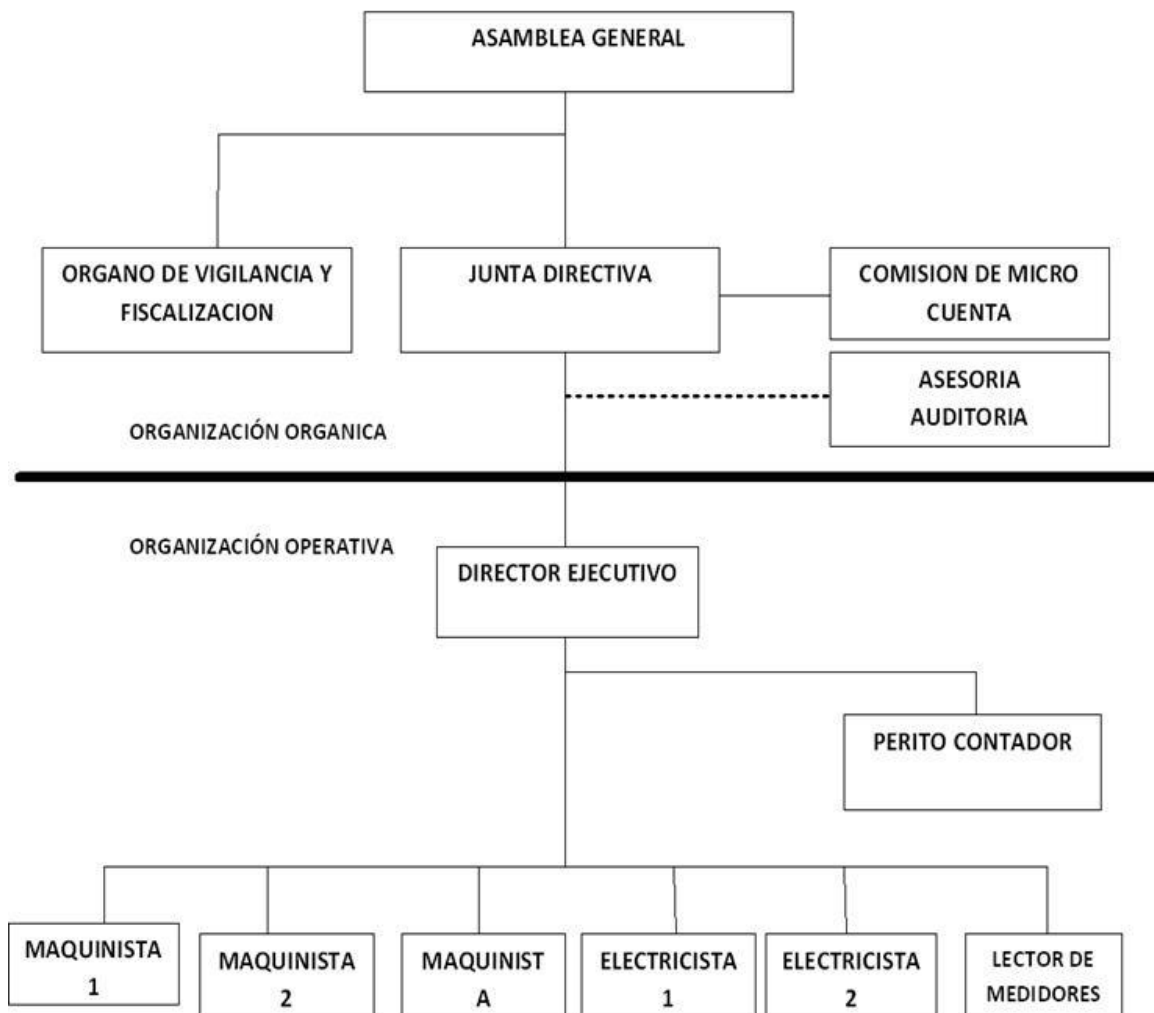 ASAMBLEA GENERAL
ORGANO DE VIGILANCIA Y
FISCALIZACION
JUNTA DIRECTIVA
COMISION DE MICRO
CUENTA
ASESORIA
AUDITORIA
ORGANIZACIÓN ORGANICA
ORGANIZACIÓN OPERATIVA
DIRECTOR EJECUTIVO
PERITO CONTADOR
MAQUINISTA
1
MAQUINISTA
2
MAQUINIST
A
ELECTRICISTA
1
ELECTRICISTA
2
LECTOR DE
MEDIDORES